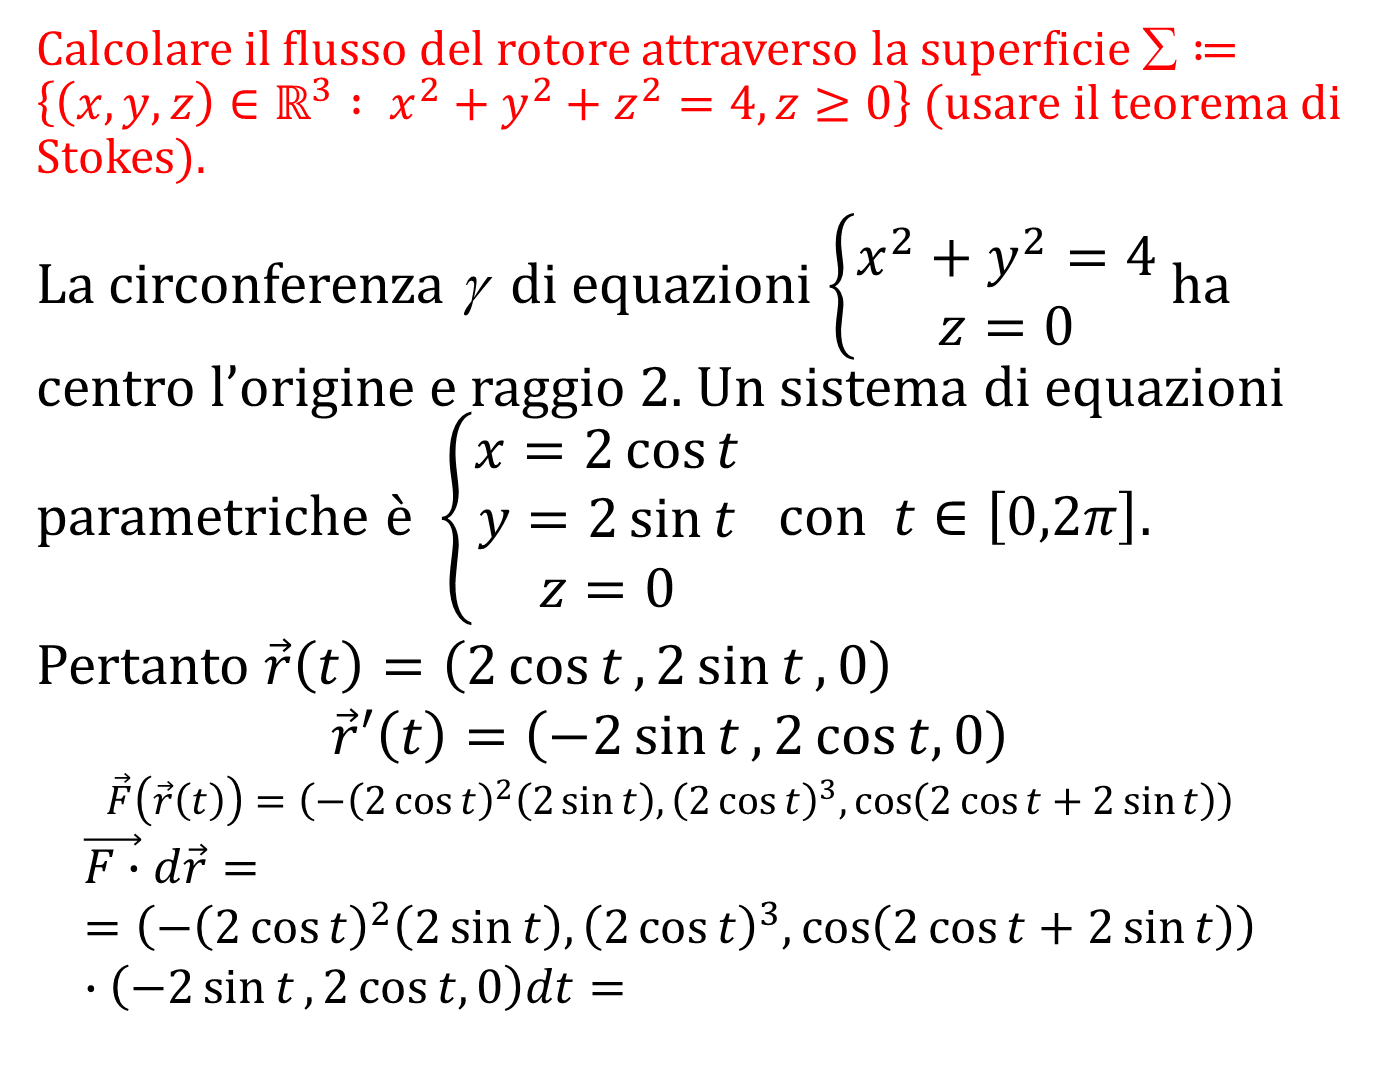 Calcolare il flusso del rotore attraverso la superficie ∑ ≔
{(x, y, z) ∈ ℝ³ : x² + y² + z² = 4, z ≥ 0} (usare il teorema di
Stokes).
La circonferenza γ di equazioni { x² + y² = 4
z = 0 ha
centro l’origine e raggio 2. Un sistema di equazioni
parametriche è { x = 2 cos t
y = 2 sin t
z = 0 con t ∈ [0,2π].
Pertanto r⃗(t) = (2 cos t , 2 sin t , 0)
r⃗′(t) = (−2 sin t , 2 cos t, 0)
F⃗(r⃗(t)) = (−(2 cos t)²(2 sin t), (2 cos t)³, cos(2 cos t + 2 sin t))
F⃗ · dr⃗ =
= (−(2 cos t)²(2 sin t), (2 cos t)³, cos(2 cos t + 2 sin t))
· (−2 sin t , 2 cos t, 0)dt =